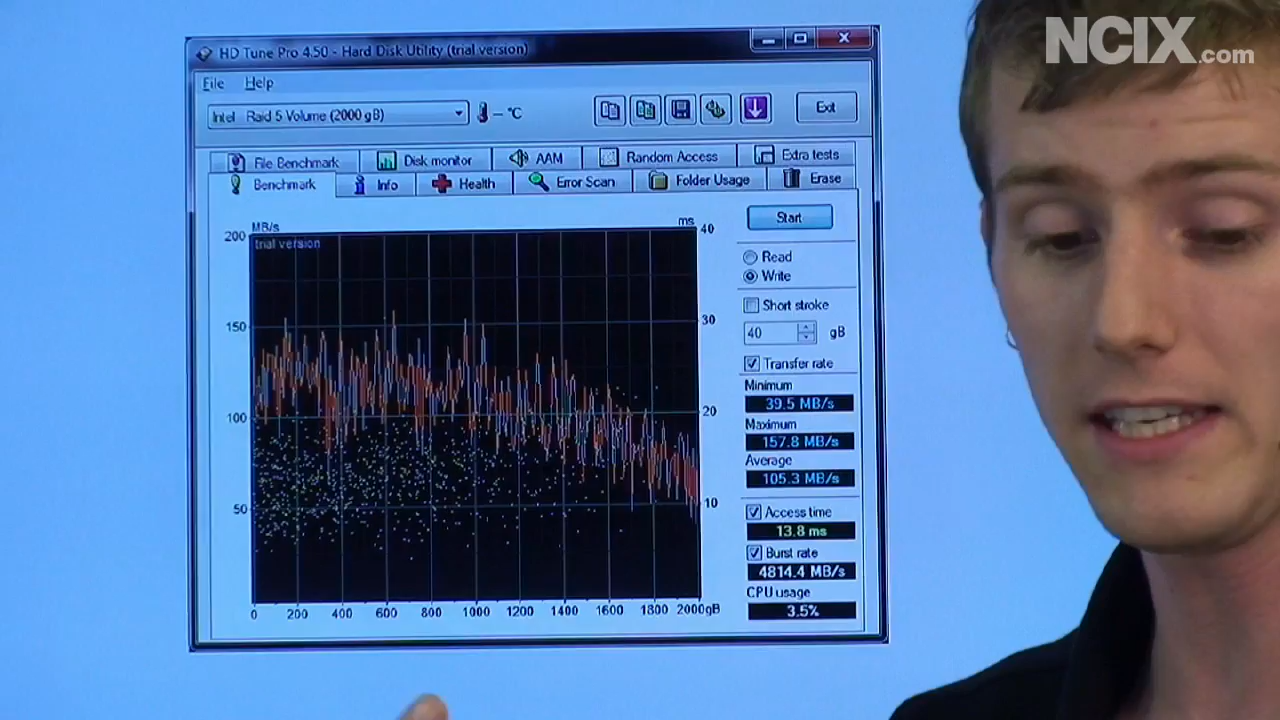 NCIX.com
HD Tune Pro 4.50 - Hard Disk Utility (trial version)
File Help
Intel Raid 5 Volume (2000 gB)
– °C
Exit
File Benchmark Disk monitor AAM Random Access Extra tests
Benchmark Info Health Error Scan Folder Usage Erase
MB/s
ms
200
40
trial version
150
30
100
20
50
10
0 200 400 600 800 1000 1200 1400 1600 1800 2000gB
Start
Read
Write
Short stroke
40 gB
Transfer rate
Minimum
39.5 MB/s
Maximum
157.8 MB/s
Average
105.3 MB/s
Access time
13.8 ms
Burst rate
4814.4 MB/s
CPU usage
3.5%